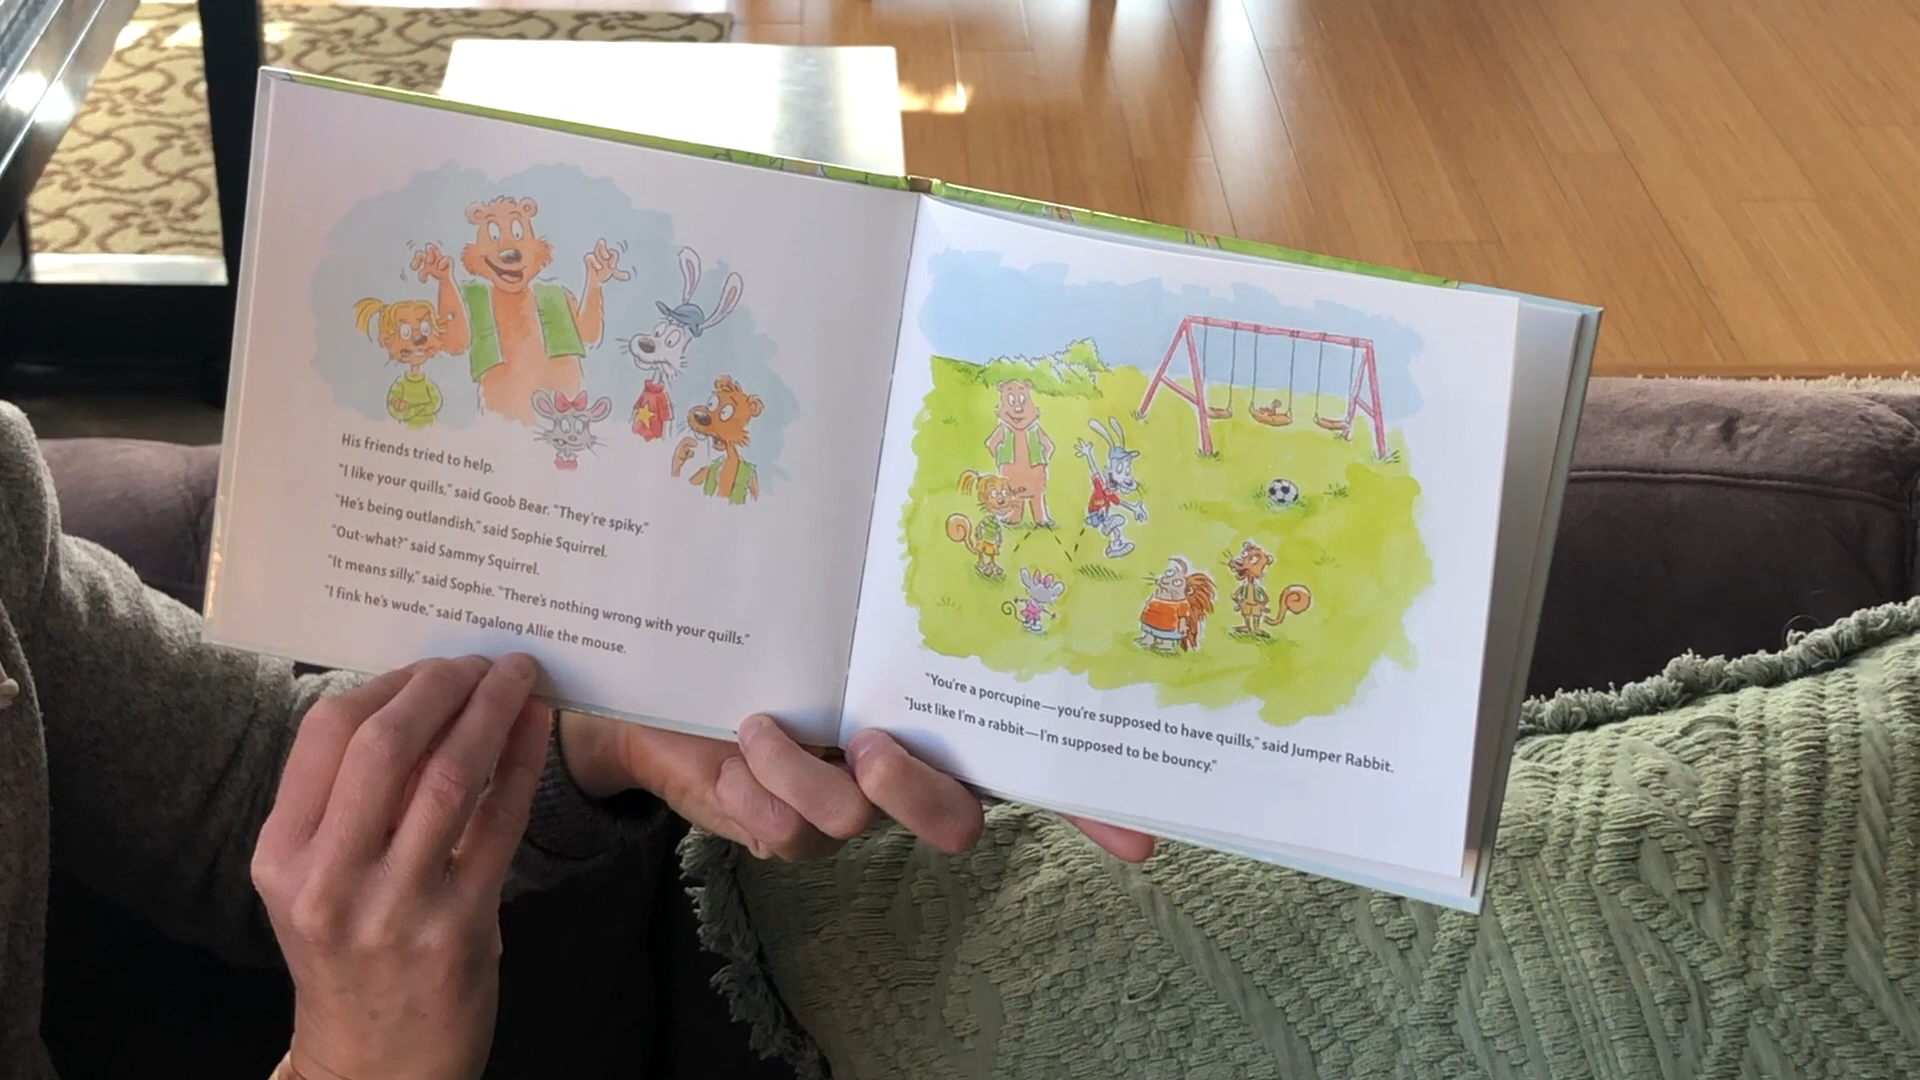 His friends tried to help.
"I like your quills," said Goob Bear. "They're spiky."
"He's being outlandish," said Sophie Squirrel.
"Out-what?" said Sammy Squirrel.
"It means silly," said Sophie. "There's nothing wrong with your quills."
"I fink he's wude," said Tagalong Allie the mouse.
"You're a porcupine—you're supposed to have quills," said Jumper Rabbit.
"Just like I'm a rabbit—I'm supposed to be bouncy."